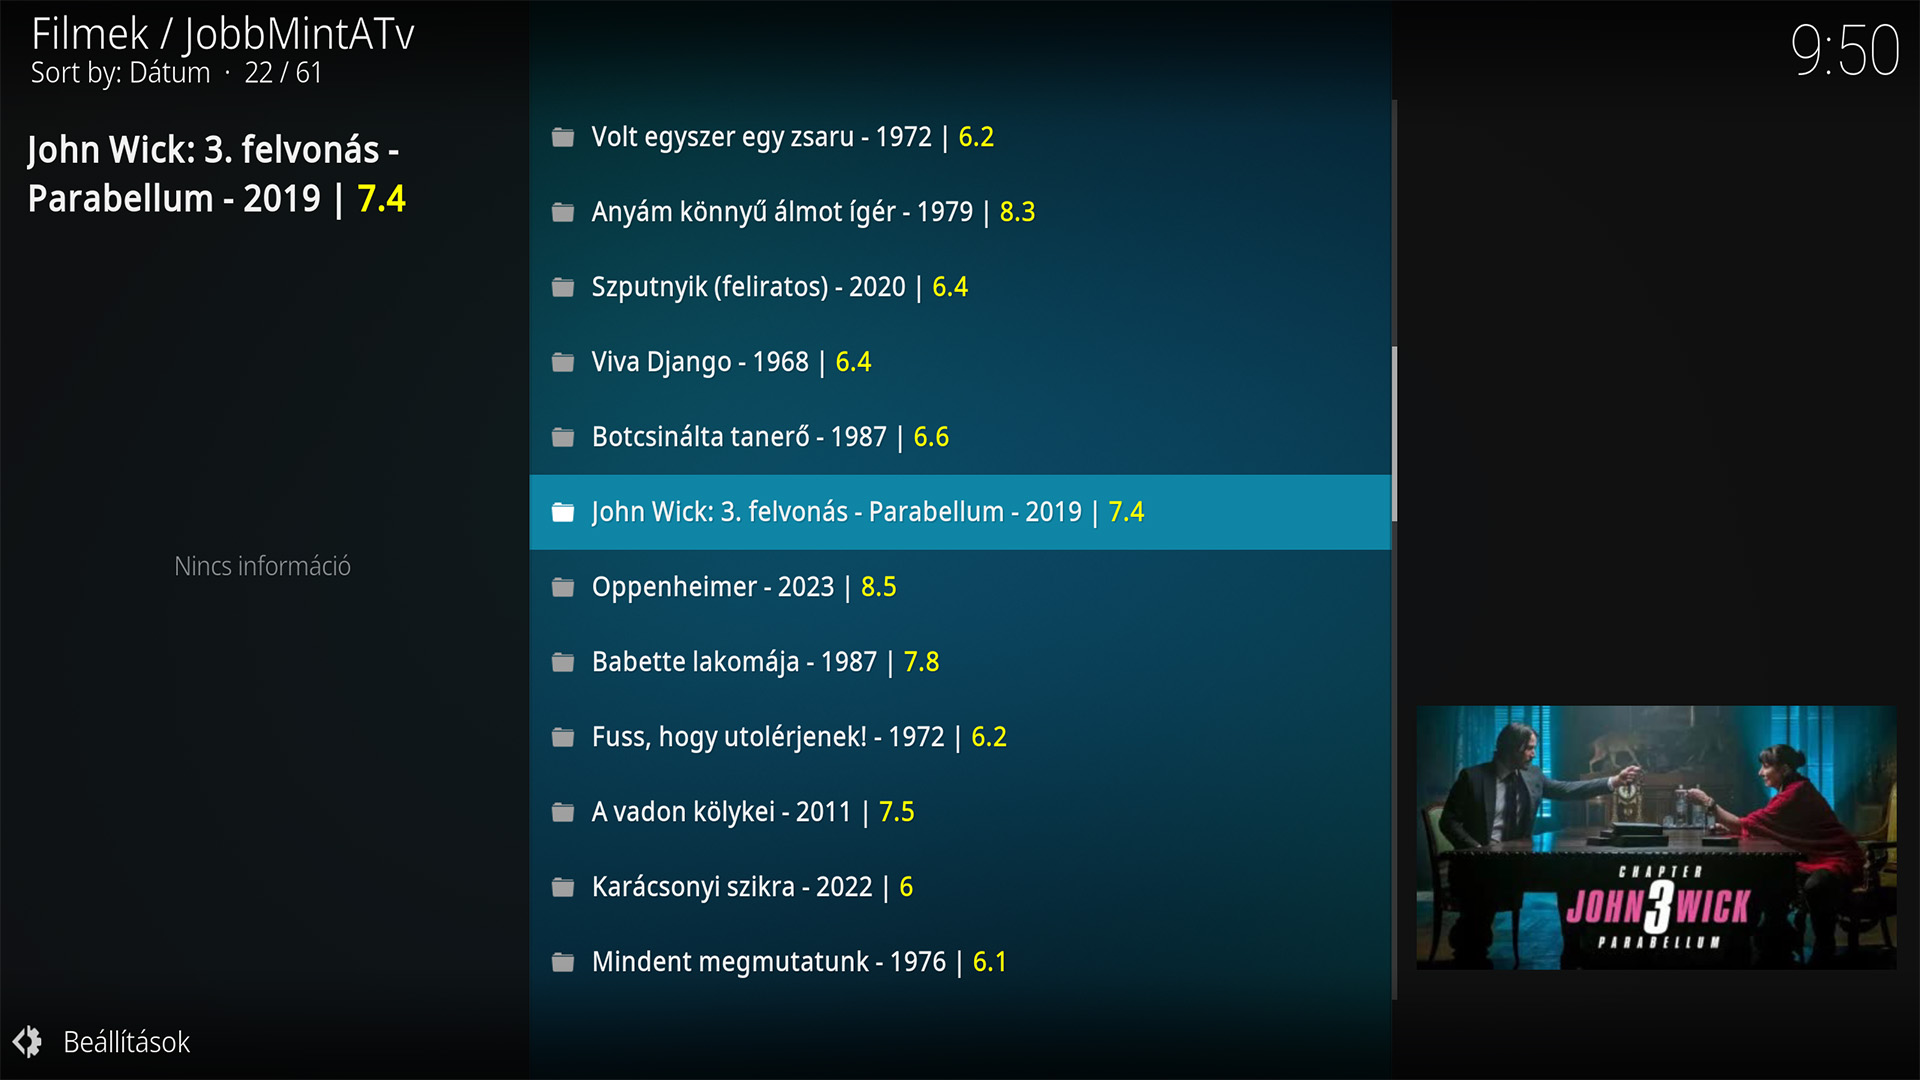 Filmek / JobbMintATv
Sort by: Dátum · 22 / 61
9:50
John Wick: 3. felvonás -
Parabellum - 2019 | 7.4
Nincs információ
Volt egyszer egy zsaru - 1972 | 6.2
Anyám könnyű álmot ígér - 1979 | 8.3
Szputnyik (feliratos) - 2020 | 6.4
Viva Django - 1968 | 6.4
Botcsinálta tanerő - 1987 | 6.6
John Wick: 3. felvonás - Parabellum - 2019 | 7.4
Oppenheimer - 2023 | 8.5
Babette lakomája - 1987 | 7.8
Fuss, hogy utolérjenek! - 1972 | 6.2
A vadon kölykei - 2011 | 7.5
Karácsonyi szikra - 2022 | 6
Mindent megmutatunk - 1976 | 6.1
CHAPTER
JOHN 3 WICK
PARABELLUM
Beállítások